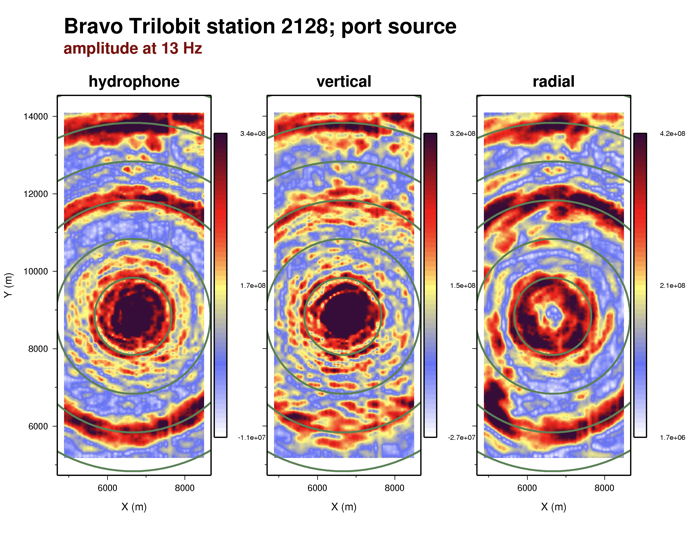 Bravo Trilobit station 2128; port source
amplitude at 13 Hz
hydrophone vertical radial
14000 12000 10000 8000 6000
Y (m)
3.4e+08 1.7e+08 -1.1e+07
3.2e+08 1.5e+08 -2.7e+07
4.2e+08 2.1e+08 1.7e+06
6000 8000 6000 8000 6000 8000
X (m) X (m) X (m)